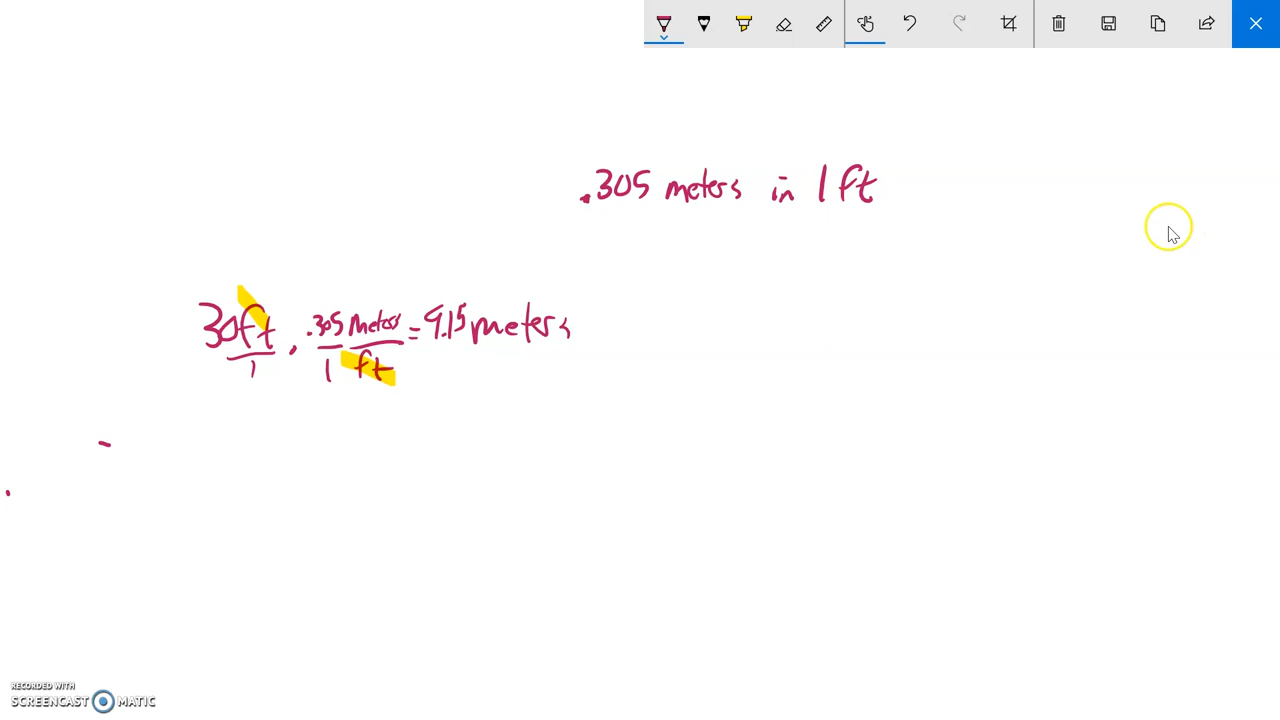 .305 meters in 1 ft
30ft/1 · .305 meters/1 ft = 9.15 meters
RECORDED WITH
SCREENCAST MATIC